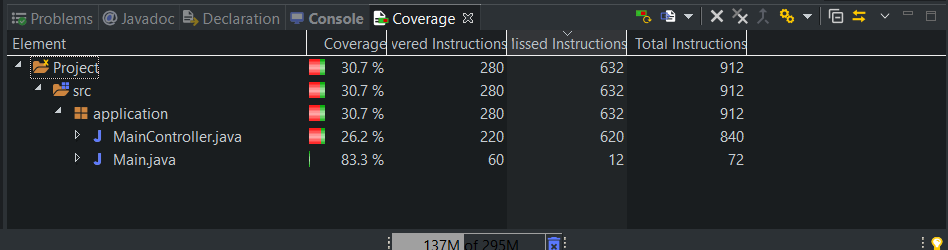 Problems @ Javadoc Declaration Console Coverage
Element Coverage vered Instructions lissed Instructions Total Instructions
Project 30.7 % 280 632 912
src 30.7 % 280 632 912
application 30.7 % 280 632 912
MainController.java 26.2 % 220 620 840
Main.java 83.3 % 60 12 72
137M of 295M